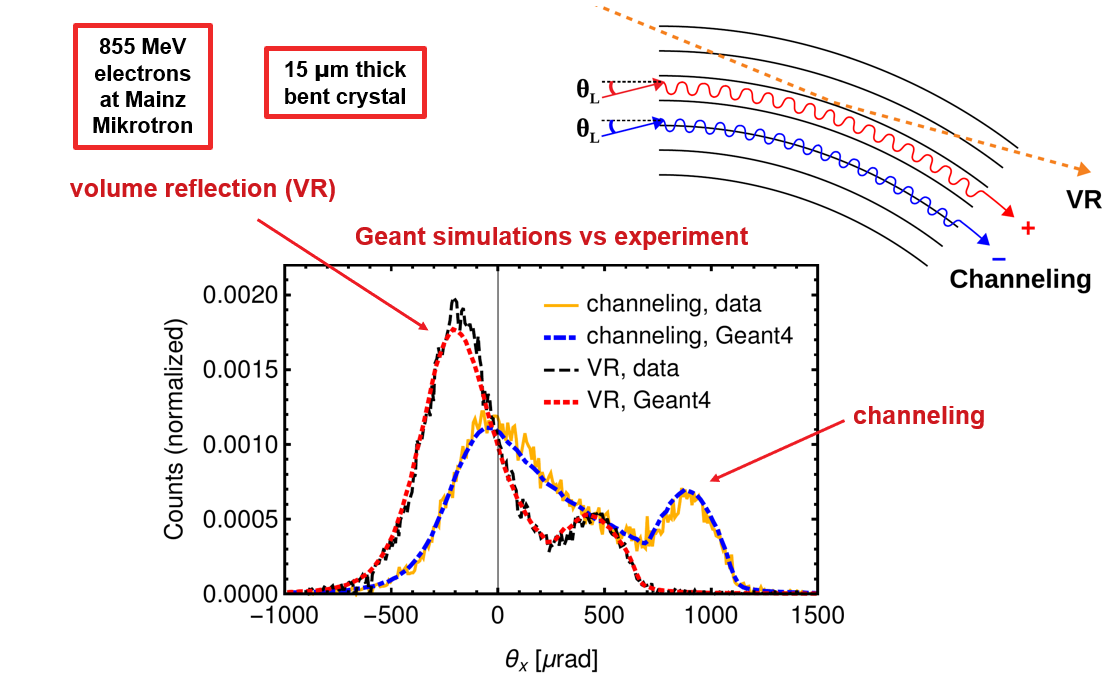 855 MeV
electrons
at Mainz
Mikrotron
15 μm thick
bent crystal
θL
θL
VR
+
−
Channeling
volume reflection (VR)
Geant simulations vs experiment
channeling, data
channeling, Geant4
VR, data
VR, Geant4
channeling
Counts (normalized)
0.0020
0.0015
0.0010
0.0005
0.0000
−1000 −500 0 500 1000 1500
θx [μrad]